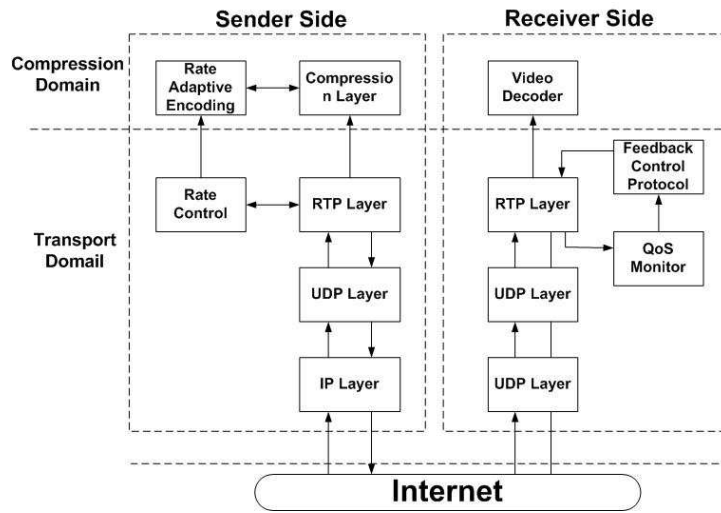 Sender Side
Receiver Side
Compression
Domain
Rate
Adaptive
Encoding
Compressio
n Layer
Video
Decoder
Feedback
Control
Protocol
Rate
Control
RTP Layer
RTP Layer
Transport
Domail
QoS
Monitor
UDP Layer
UDP Layer
IP Layer
UDP Layer
Internet